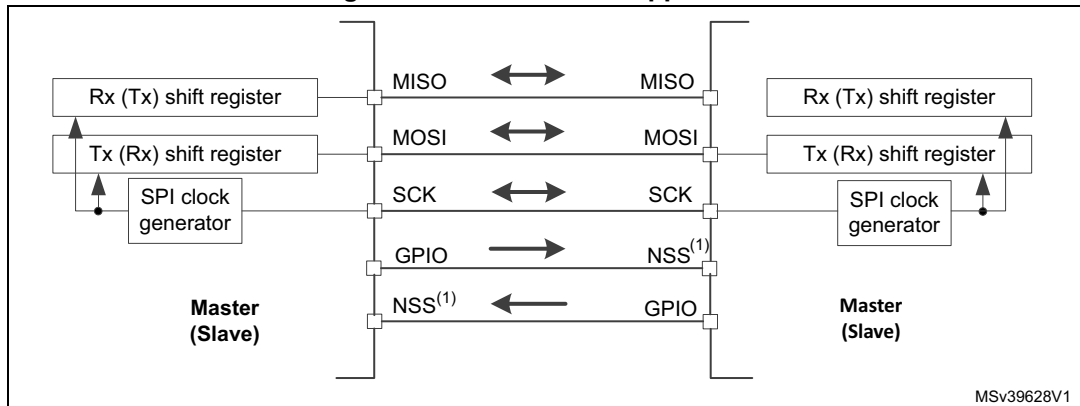 MISO MISO
Rx (Tx) shift register Rx (Tx) shift register
MOSI MOSI
Tx (Rx) shift register Tx (Rx) shift register
SCK SCK
SPI clock generator SPI clock generator
GPIO NSS(1)
NSS(1) GPIO
Master Master
(Slave) (Slave)
MSv39628V1